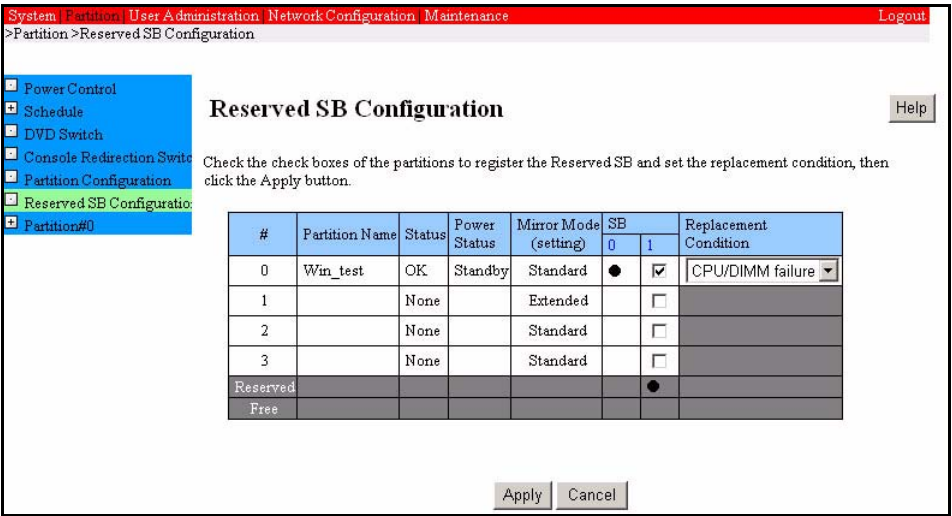 System | Partition | User Administration | Network Configuration | Maintenance Logout
>Partition >Reserved SB Configuration
Power Control
Schedule
DVD Switch
Console Redirection Switc
Partition Configuration
Reserved SB Configuratio
Partition#0
Reserved SB Configuration
Help
Check the check boxes of the partitions to register the Reserved SB and set the replacement condition, then
click the Apply button.
# Partition Name Status Power Status Mirror Mode (setting) SB 0 1 Replacement Condition
0 Win_test OK Standby Standard CPU/DIMM failure
1 None Extended
2 None Standard
3 None Standard
Reserved
Free
Apply Cancel